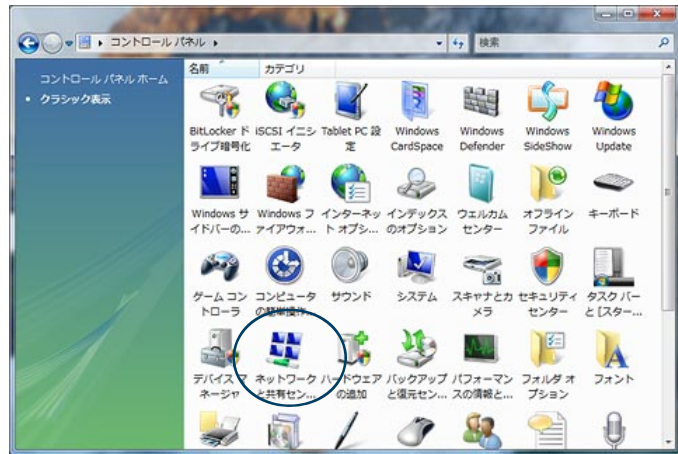 コントロール パネル
検索
コントロール パネル ホーム
クラシック表示
名前 カテゴリ
BitLocker ド
ライブ暗号化
iSCSI イニシ
エータ
Tablet PC 設
定
Windows
CardSpace
Windows
Defender
Windows
SideShow
Windows
Update
Windows サ
イドバーの...
Windows フ
ァイアウォ...
インターネッ
ト オプシ...
インデックス
のオプション
ウェルカム
センター
オフライン
ファイル
キーボード
ゲーム コン
トローラ
コンピュータ
の簡単操作...
サウンド
システム
スキャナとカ
メラ
セキュリティ
センター
タスク バー
と [スター...
デバイス マ
ネージャ
ネットワーク
と共有セン...
ハードウェア
の追加
バックアップ
と復元セン...
パフォーマン
スの情報と...
フォルダ オ
プション
フォント